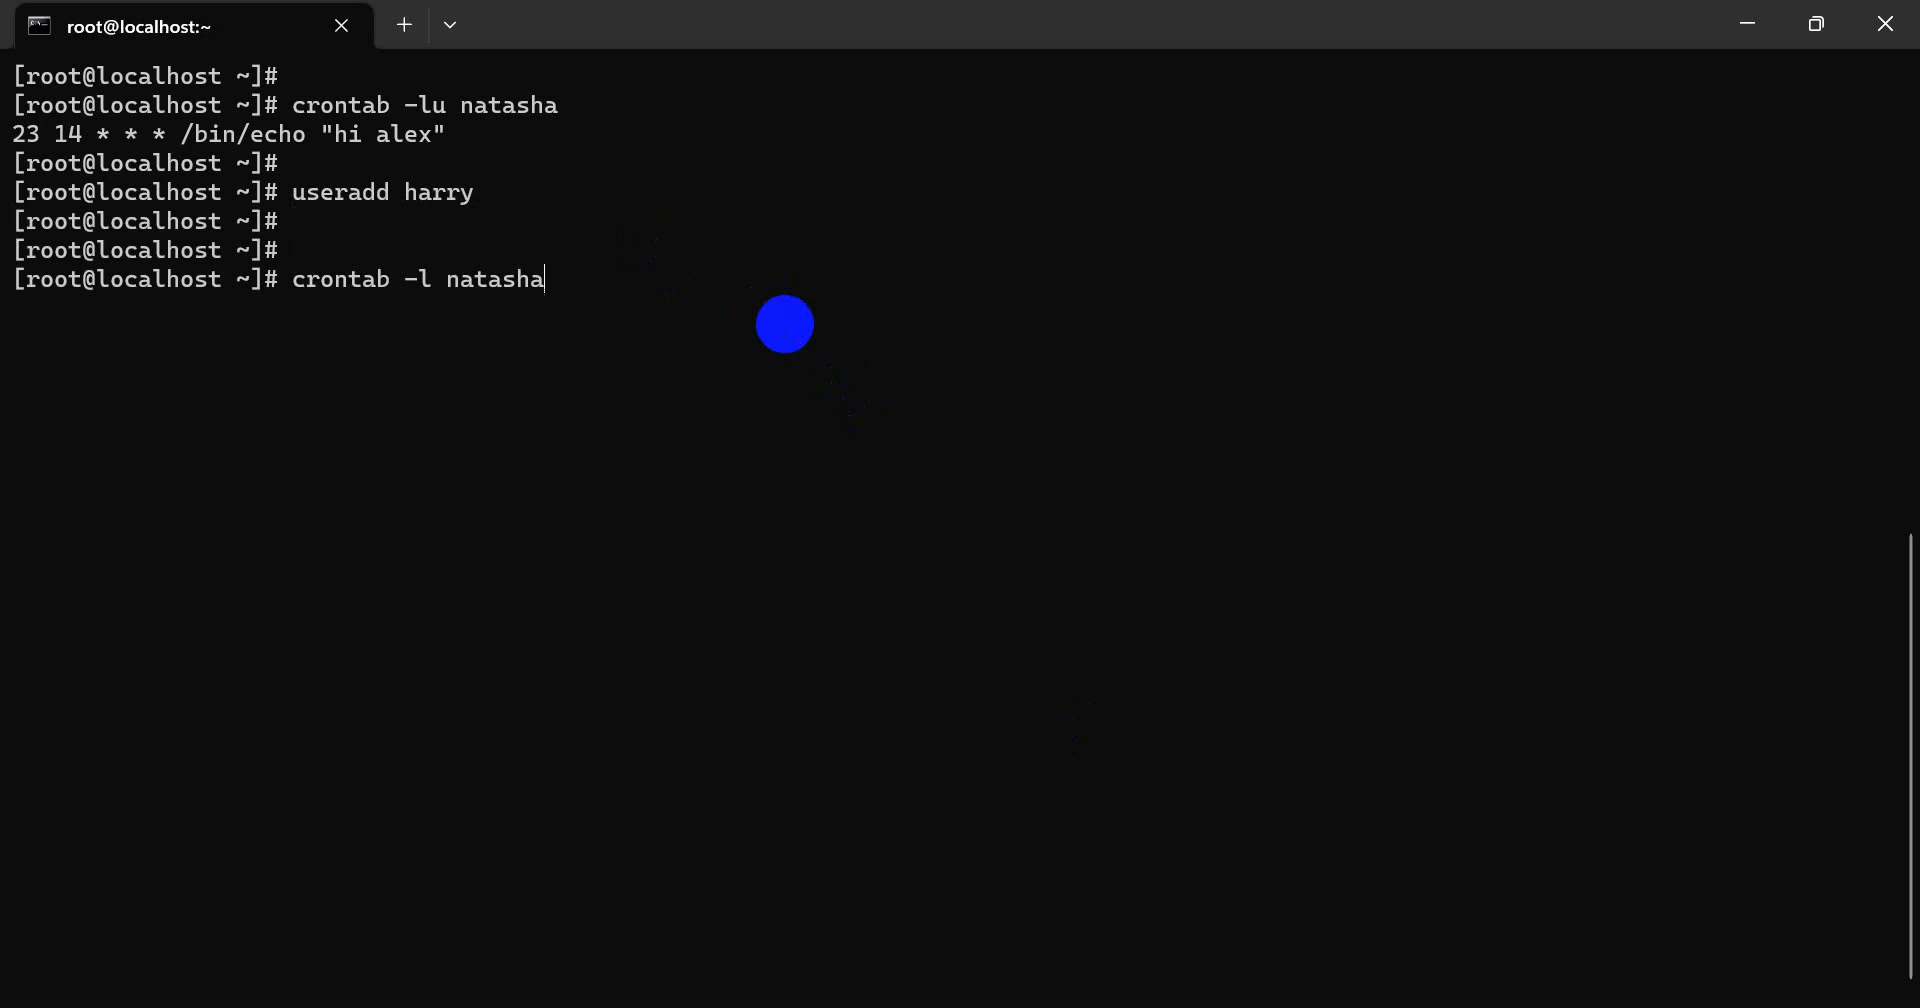 root@localhost:~
[root@localhost ~]#
[root@localhost ~]# crontab -lu natasha
23 14 * * * /bin/echo "hi alex"
[root@localhost ~]#
[root@localhost ~]# useradd harry
[root@localhost ~]#
[root@localhost ~]#
[root@localhost ~]# crontab -l natasha